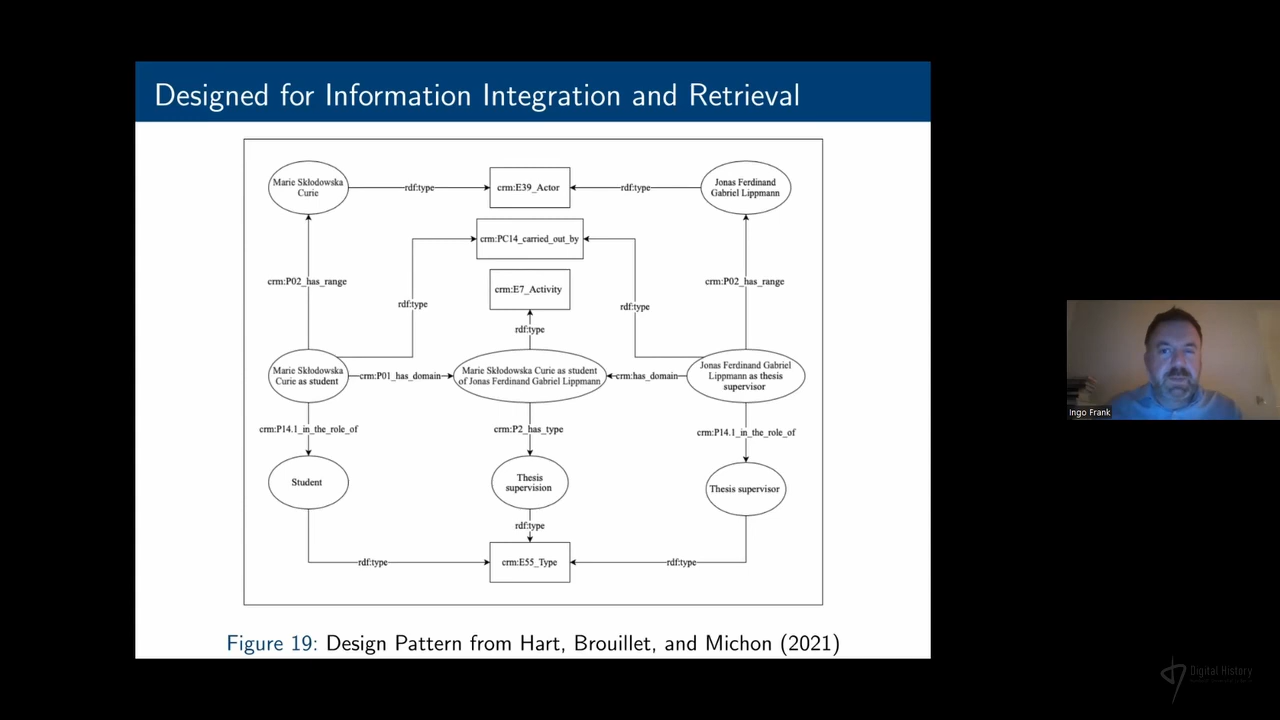 Designed for Information Integration and Retrieval
Marie Skłodowska
Curie
rdf:type
crm:E39_Actor
rdf:type
Jonas Ferdinand
Gabriel Lippmann
crm:PC14_carried_out_by
crm:P02_has_range
crm:E7_Activity
crm:P02_has_range
rdf:type
rdf:type
rdf:type
Marie Skłodowska
Curie as student
crm:P01_has_domain
Marie Skłodowska Curie as student
of Jonas Ferdinand Gabriel Lippmann
crm:has_domain
Jonas Ferdinand Gabriel
Lippmann as thesis
supervisor
crm:P14.1_in_the_role_of
crm:P2_has_type
crm:P14.1_in_the_role_of
Student
Thesis
supervision
Thesis supervisor
rdf:type
rdf:type
crm:E55_Type
rdf:type
Figure 19: Design Pattern from Hart, Brouillet, and Michon (2021)
Ingo Frank
Digital History